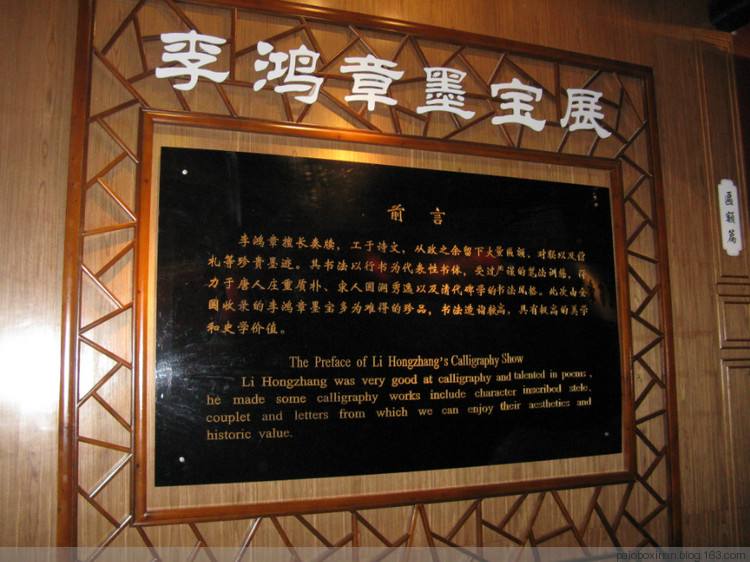 李鸿章墨宝展
前言
李鸿章擅长奏牍，工于诗文，从政之余留下大量匾额，对联以及信
札等珍贵墨迹。其书法以行书为代表性书体，受过严谨的笔法训练，得
力于唐人庄重质朴、宋人圆润秀逸以及清代碑学的书法风格。此次由安
园收录的李鸿章墨宝多为难得的珍品，书法造诣极高，具有极高的美学
和史学价值。
The Preface of Li Hongzhang's Calligraphy Show
Li Hongzhang was very good at calligraphy and talented in poems,
he made some calligraphy works include character inscribed stele,
couplet and letters from which we can enjoy their aesthetics and
historic value.
匾额篇
pajopoxiran.blog.163.com